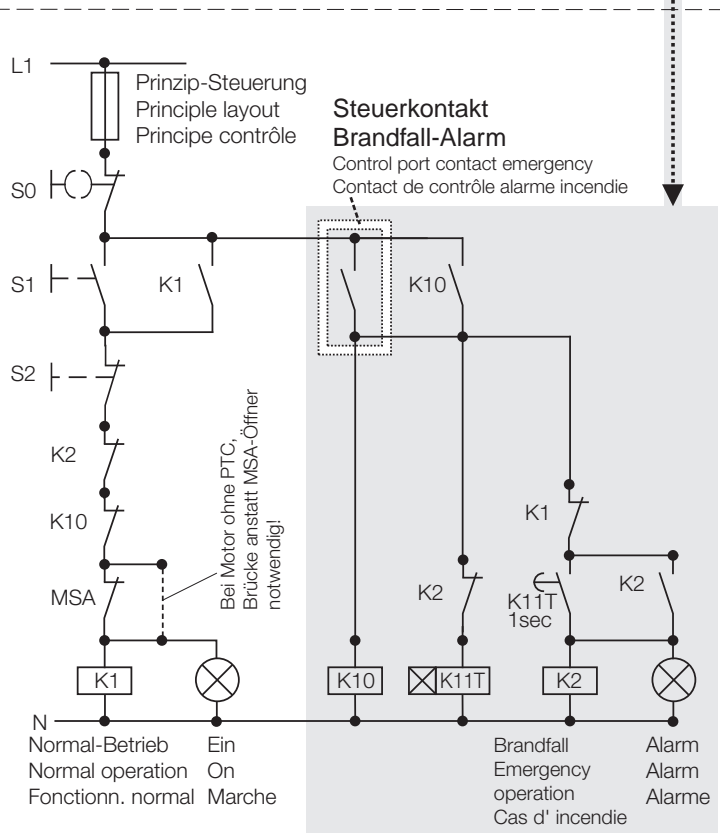 L1
Prinzip-Steuerung
Principle layout
Principe contrôle
Steuerkontakt
Brandfall-Alarm
Control port contact emergency
Contact de contrôle alarme incendie
S0
S1
K1
K10
S2
K2
K10
MSA
Bei Motor ohne PTC,
Brücke anstatt MSA-Öffner
notwendig!
K1
K2
K11T
1sec
K2
K1
K10
K11T
K2
N
Normal-Betrieb
Normal operation
Fonctionn. normal
Ein
On
Marche
Brandfall
Emergency
operation
Cas d' incendie
Alarm
Alarm
Alarme